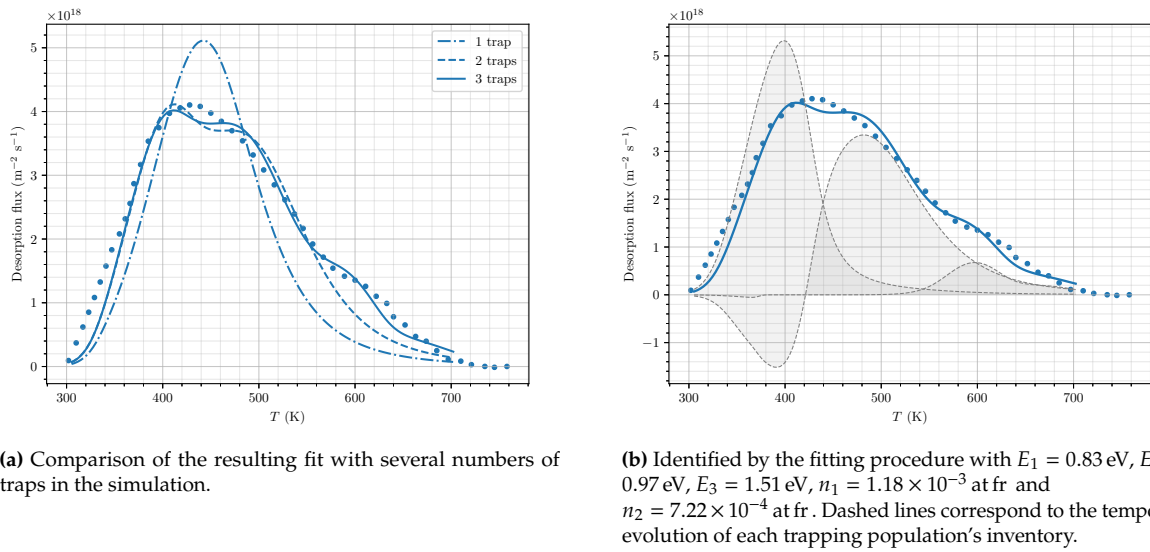 ×10¹⁸
5
4
3
2
1
0
Desorption flux (m⁻² s⁻¹)
300 400 500 600 700
T (K)
1 trap
2 traps
3 traps
×10¹⁸
5
4
3
2
1
0
−1
Desorption flux (m⁻² s⁻¹)
300 400 500 600 700
T (K)
(a) Comparison of the resulting fit with several numbers of
traps in the simulation.
(b) Identified by the fitting procedure with E₁ = 0.83 eV, E
0.97 eV, E₃ = 1.51 eV, n₁ = 1.18 × 10⁻³ at fr and
n₂ = 7.22 × 10⁻⁴ at fr . Dashed lines correspond to the tempo
evolution of each trapping population's inventory.